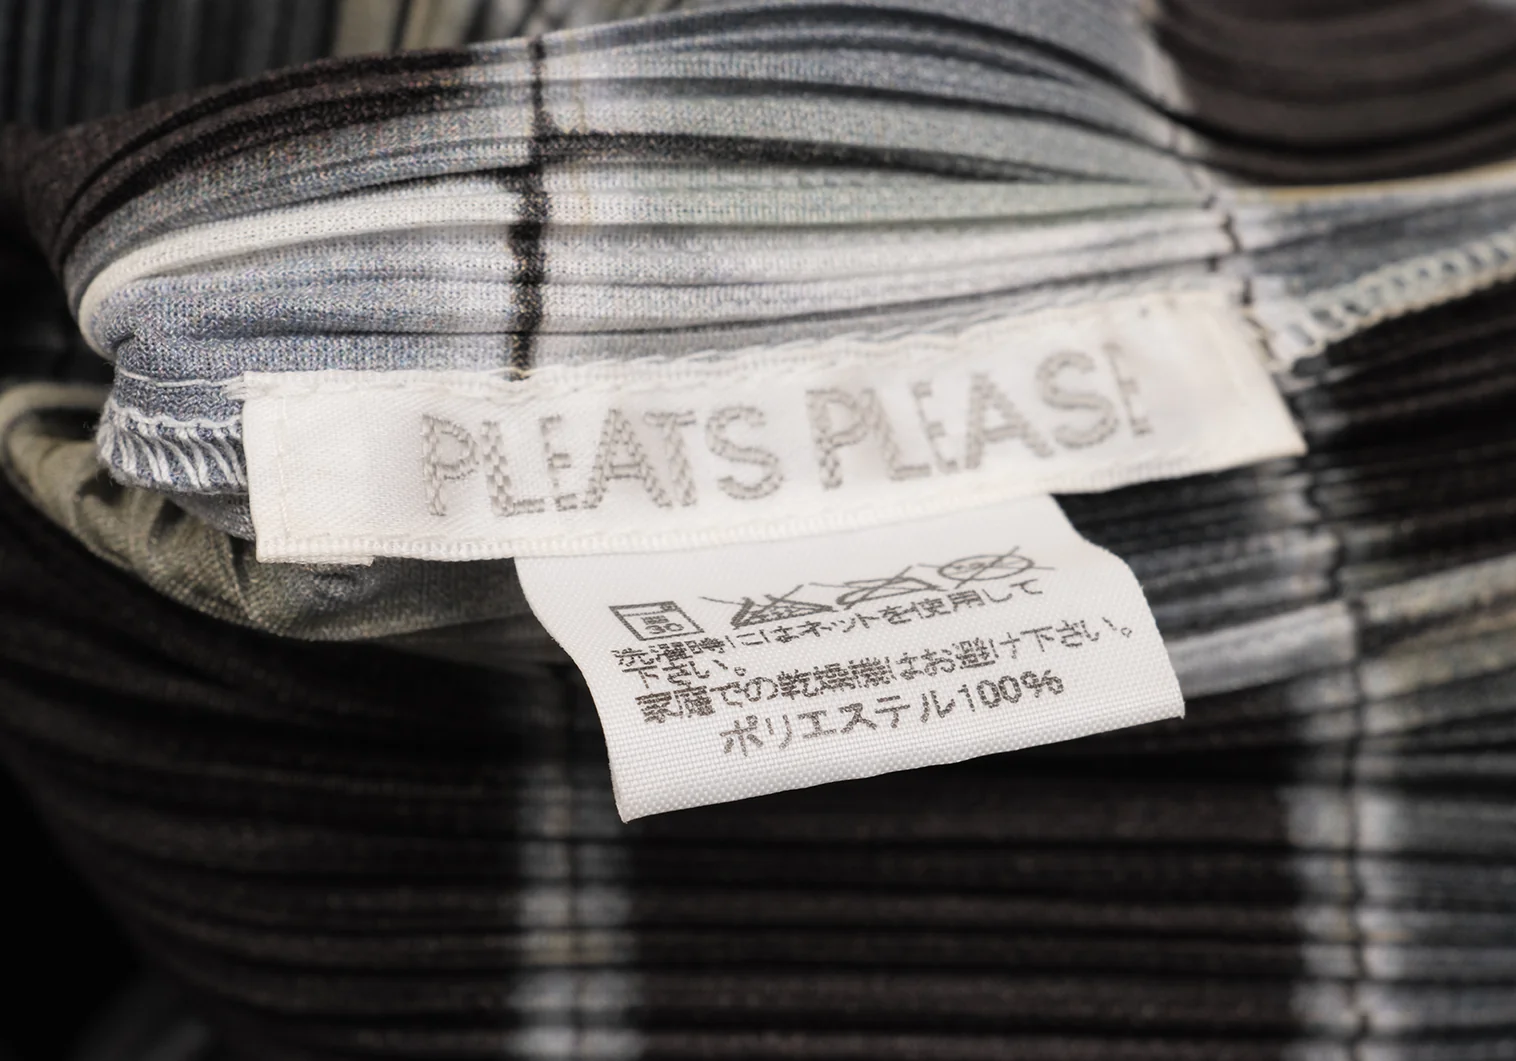 PLEATS PLEASE
洗濯時にはネットを使用して
下さい。
家庭での乾燥機はお避け下さい。
ポリエステル100%